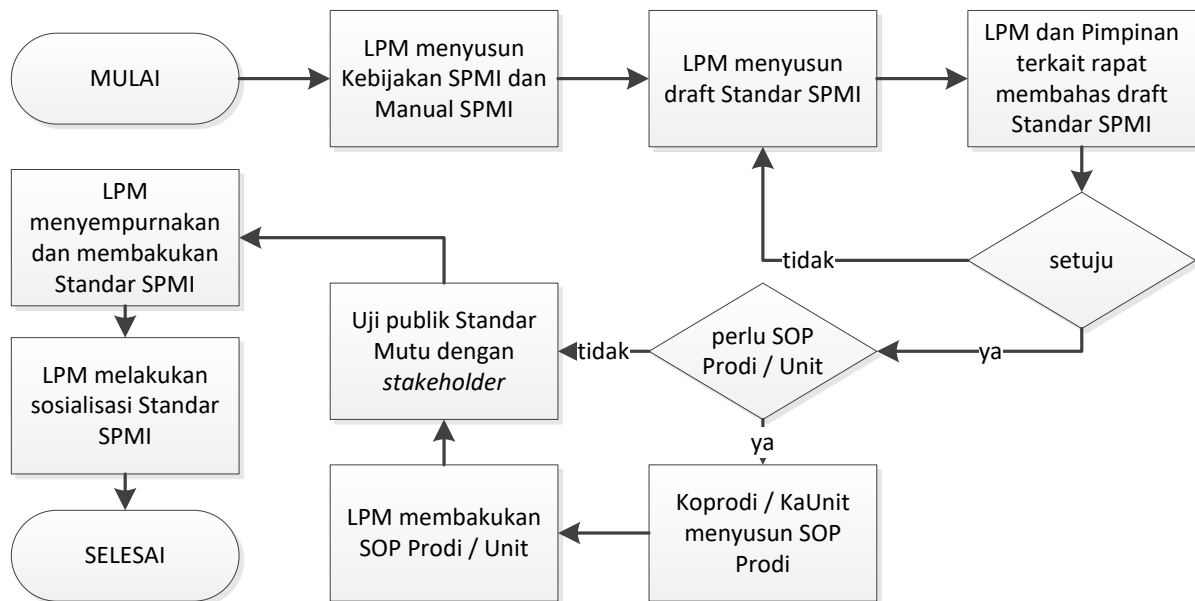 MULAI
LPM menyusun
Kebijakan SPMI dan
Manual SPMI
LPM menyusun
draft Standar SPMI
LPM dan Pimpinan
terkait rapat
membahas draft
Standar SPMI
setuju
tidak
ya
perlu SOP
Prodi / Unit
tidak
ya
Koprodi / KaUnit
menyusun SOP
Prodi
LPM membakukan
SOP Prodi / Unit
Uji publik Standar
Mutu dengan
stakeholder
LPM
menyempurnakan
dan membakukan
Standar SPMI
LPM melakukan
sosialisasi Standar
SPMI
SELESAI